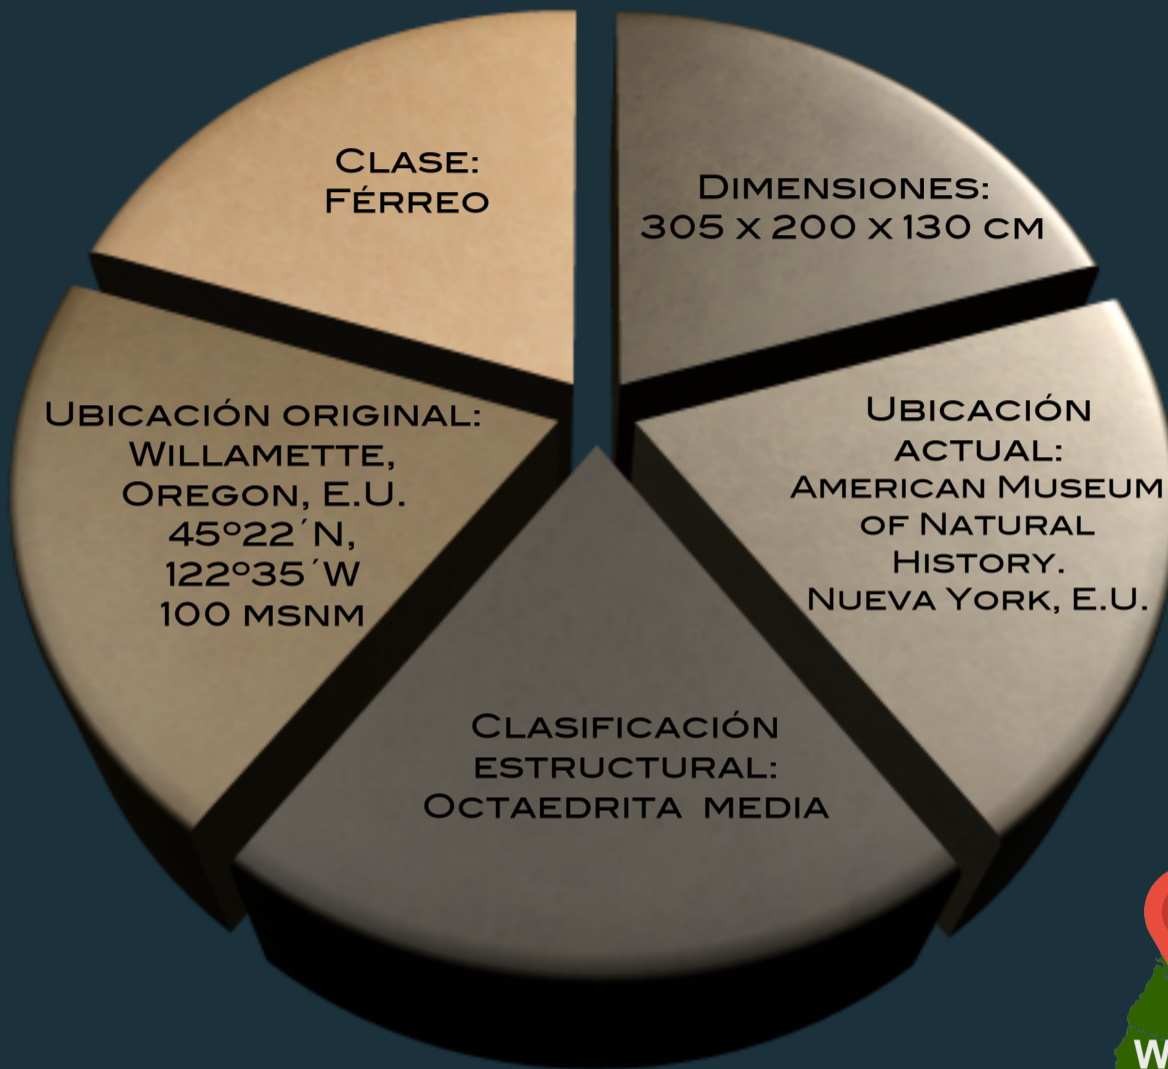 CLASE:
FÉRREO
DIMENSIONES:
305 X 200 X 130 CM
UBICACIÓN ORIGINAL:
WILLAMETTE,
OREGON, E.U.
45º22´N,
122º35´W
100 MSNM
UBICACIÓN
ACTUAL:
AMERICAN MUSEUM
OF NATURAL
HISTORY.
NUEVA YORK, E.U.
CLASIFICACIÓN
ESTRUCTURAL:
OCTAEDRITA MEDIA